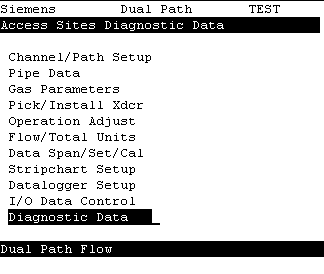 Siemens Dual Path TEST
Access Sites Diagnostic Data
Channel/Path Setup
Pipe Data
Gas Parameters
Pick/Install Xdcr
Operation Adjust
Flow/Total Units
Data Span/Set/Cal
Stripchart Setup
Datalogger Setup
I/O Data Control
Diagnostic Data
Dual Path Flow